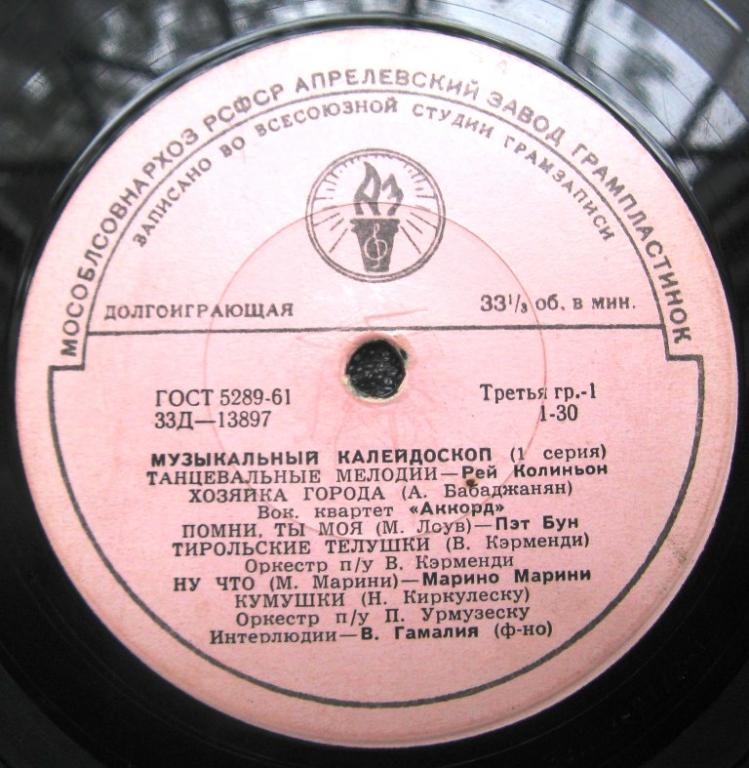 МОСОБЛСОВНАРХОЗ РСФСР АПРЕЛЕВСКИЙ ЗАВОД ГРАМПЛАСТИНОК
ЗАПИСАНО ВО ВСЕСОЮЗНОЙ СТУДИИ ГРАМЗАПИСИ
ДОЛГОИГРАЮЩАЯ 33⅓ об. в мин.
ГОСТ 5289-61 Третья гр.-1
33Д—13897 1-30
МУЗЫКАЛЬНЫЙ КАЛЕЙДОСКОП (1 серия)
ТАНЦЕВАЛЬНЫЕ МЕЛОДИИ—Рей Колиньон
ХОЗЯЙКА ГОРОДА (А. Бабаджанян)
Вок. квартет «Аккорд»
ПОМНИ, ТЫ МОЯ (М. Лоув)—Пэт Бун
ТИРОЛЬСКИЕ ТЕЛУШКИ (В. Кэрменди)
Оркестр п/у В. Кэрменди
НУ ЧТО (М. Марини)—Марино Марини
КУМУШКИ (Н. Киркулеску)
Оркестр п/у П. Урмузеску
Интерлюдии—В. Гамалия (ф-но)